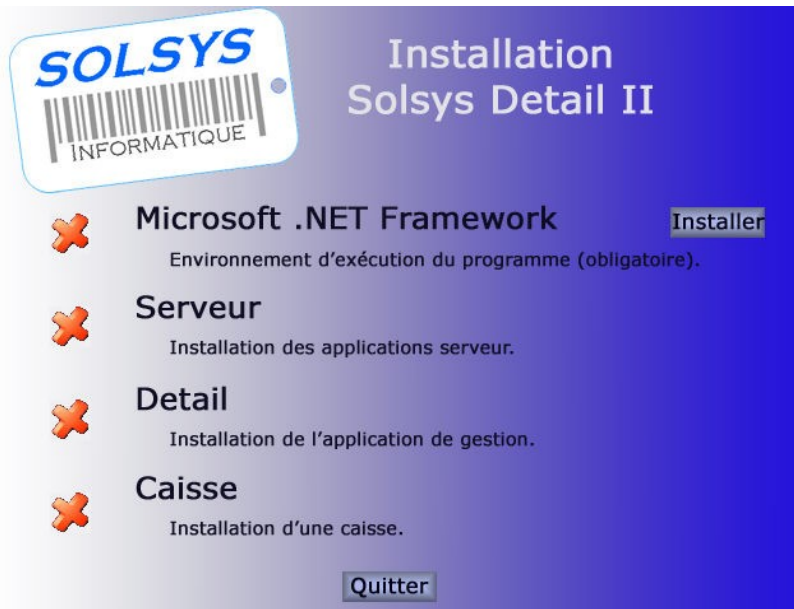 SOLSYS
INFORMATIQUE
Installation
Solsys Detail II
Microsoft .NET Framework
Installer
Environnement d'exécution du programme (obligatoire).
Serveur
Installation des applications serveur.
Detail
Installation de l'application de gestion.
Caisse
Installation d'une caisse.
Quitter